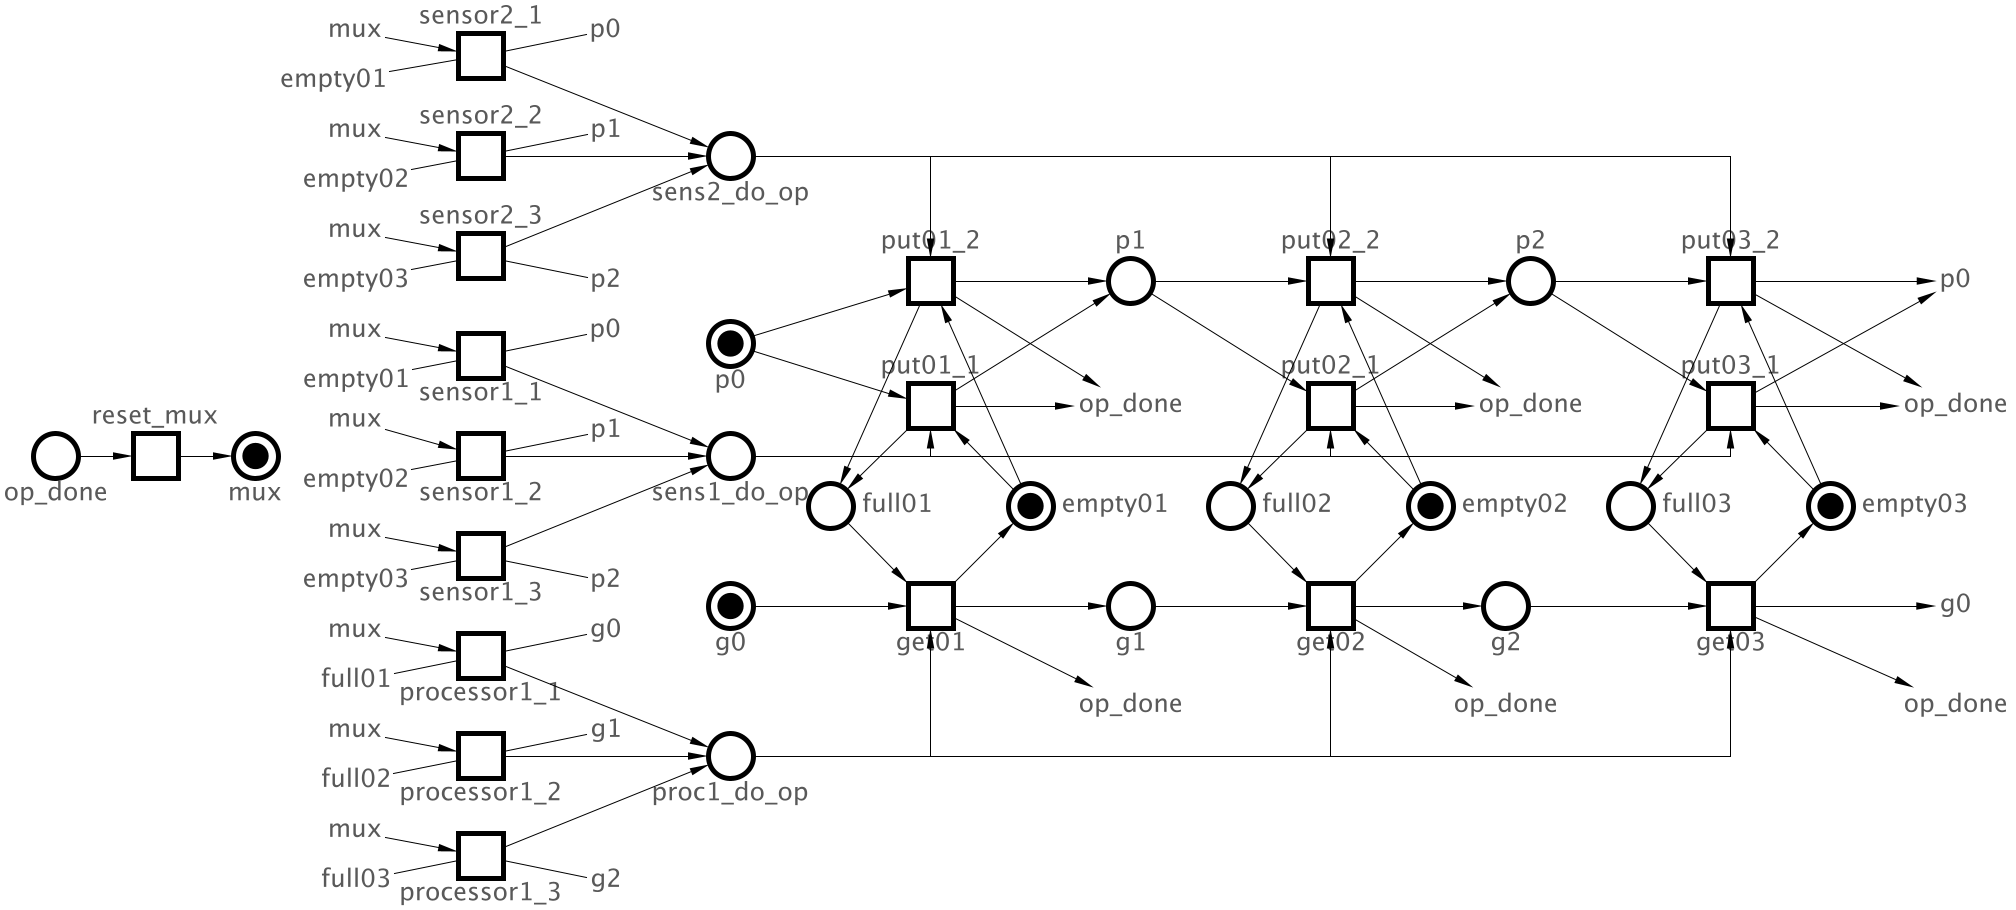 sensor2_1
mux
p0
empty01
sensor2_2
mux
p1
empty02
sens2_do_op
sensor2_3
mux
empty03
p2
put01_2
p1
put02_2
p2
put03_2
p0
mux
p0
empty01
sensor1_1
p0
put01_1
put02_1
put03_1
op_done
op_done
op_done
reset_mux
mux
p1
empty02
sensor1_2
op_done
mux
sens1_do_op
full01
empty01
full02
empty02
full03
empty03
mux
empty03
sensor1_3
p2
mux
g0
full01
processor1_1
g0
get01
g1
get02
g2
get03
g0
op_done
op_done
op_done
mux
g1
full02
processor1_2
proc1_do_op
mux
full03
processor1_3
g2